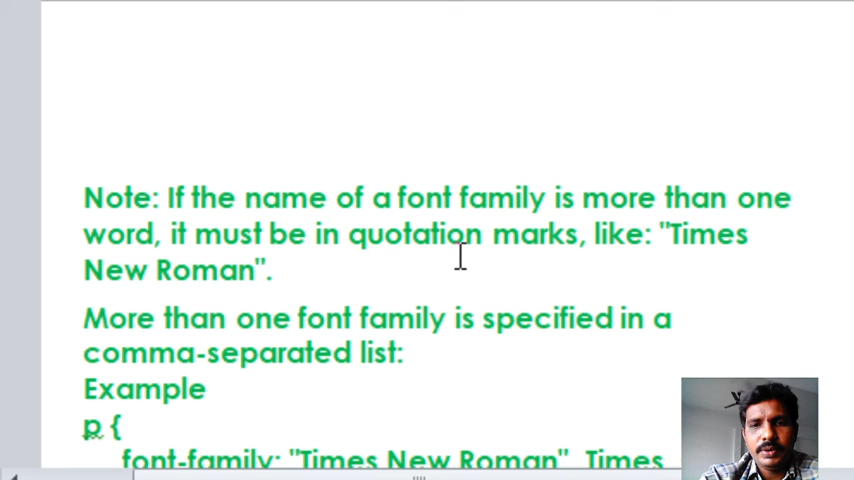 Note: If the name of a font family is more than one
word, it must be in quotation marks, like: "Times
New Roman".
More than one font family is specified in a
comma-separated list:
Example
p {
font-family: "Times New Roman", Times